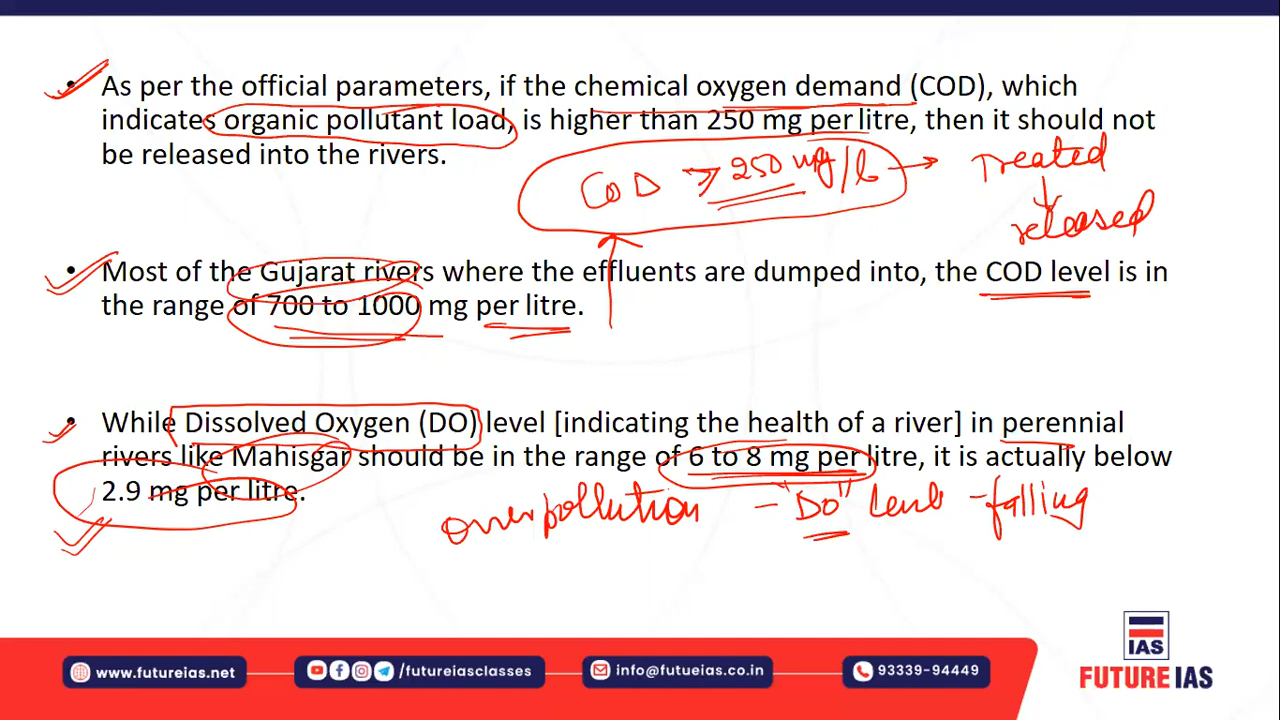 • As per the official parameters, if the chemical oxygen demand (COD), which
indicates organic pollutant load, is higher than 250 mg per litre, then it should not
be released into the rivers.
COD > 250 mg/l → Treated
released
• Most of the Gujarat rivers where the effluents are dumped into, the COD level is in
the range of 700 to 1000 mg per litre.
• While Dissolved Oxygen (DO) level [indicating the health of a river] in perennial
rivers like Mahisgar should be in the range of 6 to 8 mg per litre, it is actually below
2.9 mg per litre.
over pollution - "DO" level - falling
IAS
FUTURE IAS
www.futureias.net
/futureiasclasses
info@futueias.co.in
93339-94449